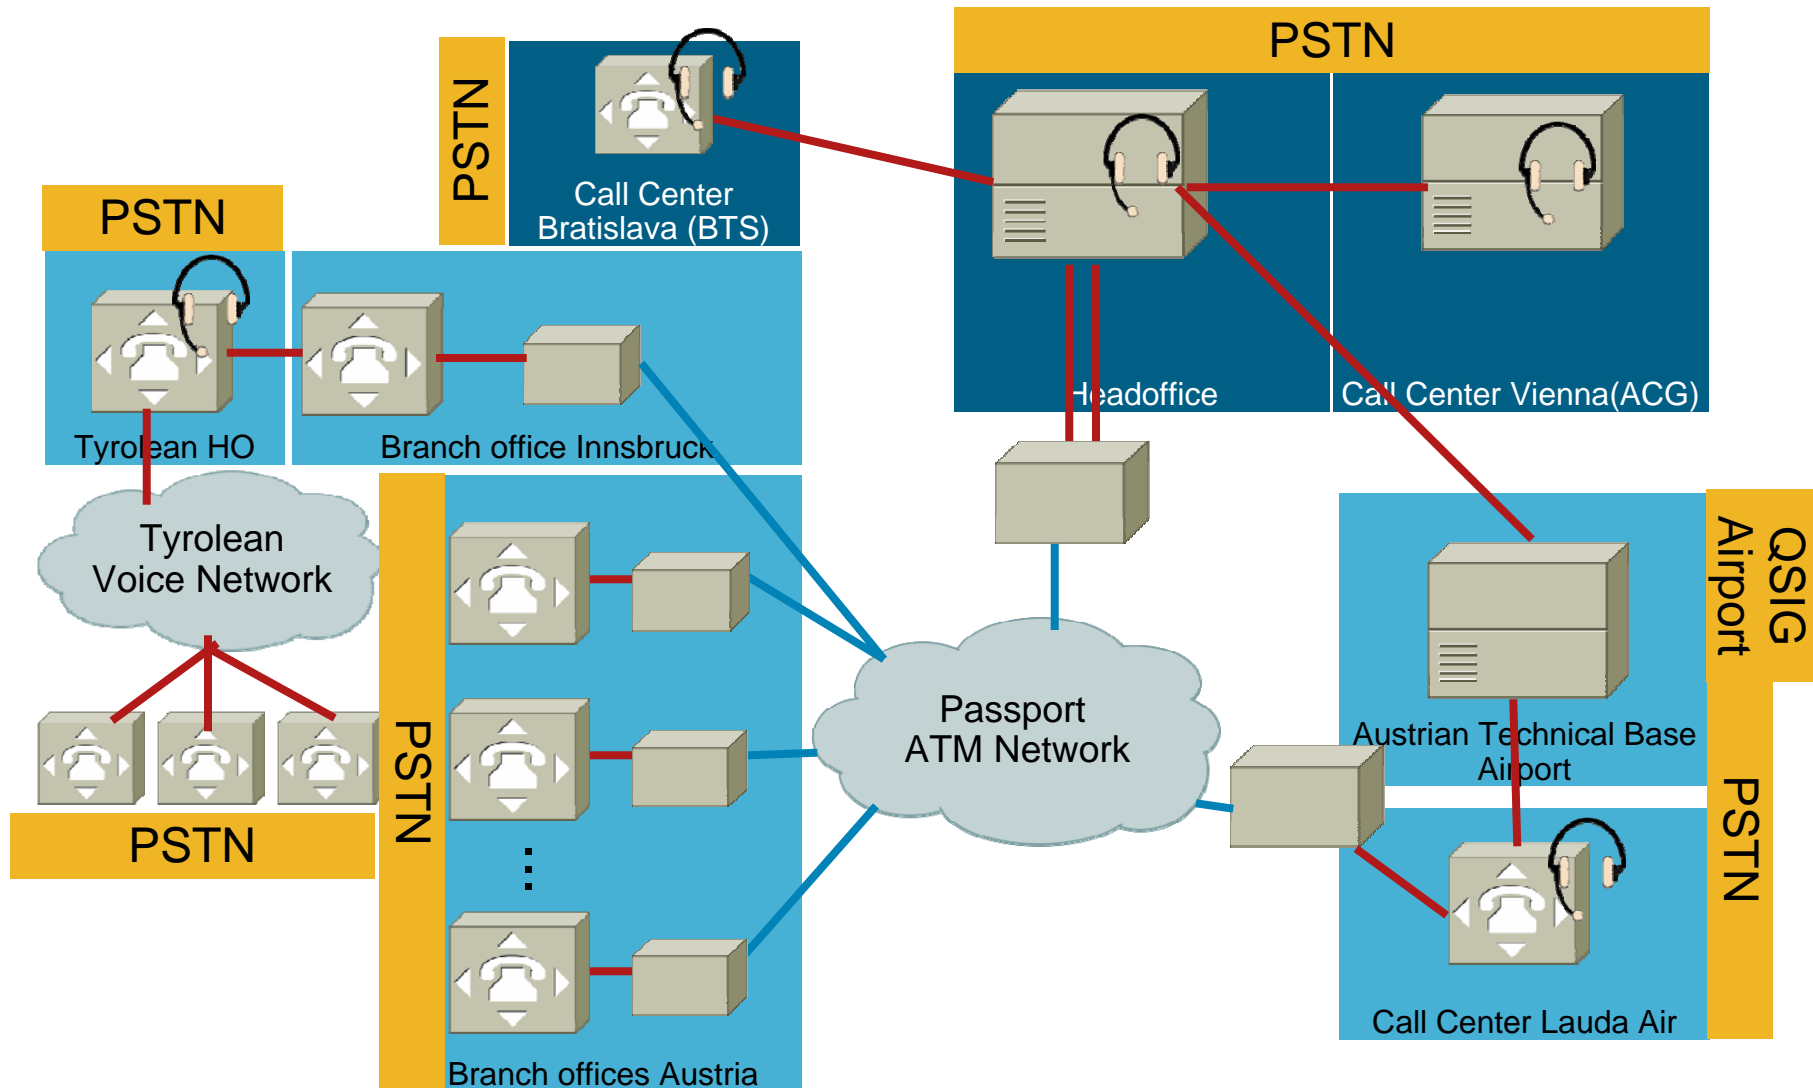 PSTN
PSTN
Call Center
Bratislava (BTS)
PSTN
Headoffice
Call Center Vienna(ACG)
Tyrolean HO
Branch office Innsbruck
Tyrolean
Voice Network
PSTN
PSTN
Branch offices Austria
Passport
ATM Network
QSIG
Airport
Austrian Technical Base
Airport
PSTN
Call Center Lauda Air